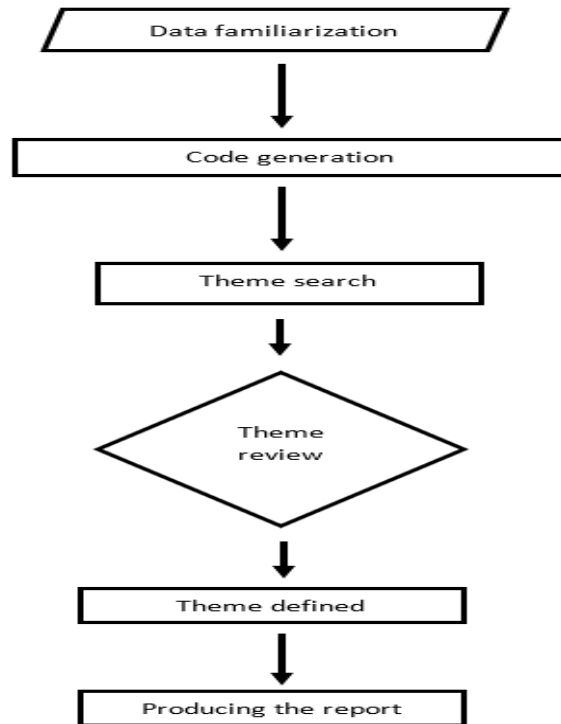 Data familiarization
Code generation
Theme search
Theme
review
Theme defined
Producing the report